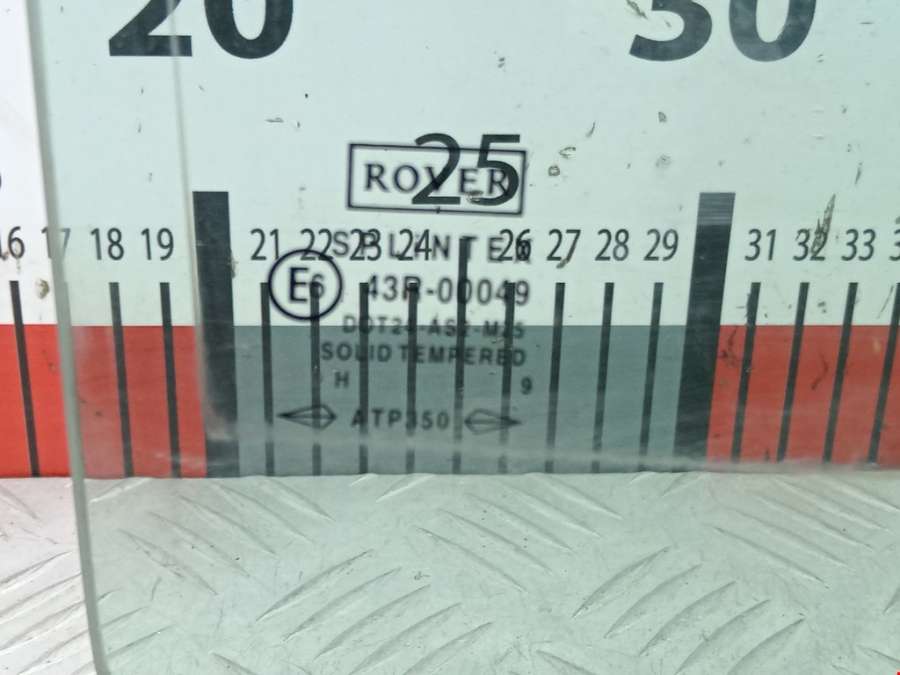 20 30
25
ROVER
16 17 18 19 21 22 23 24 26 27 28 29 31 32 33
SPLINTEX
E6 43R-00049
SOLID TEMPERED
H 9
ATP350